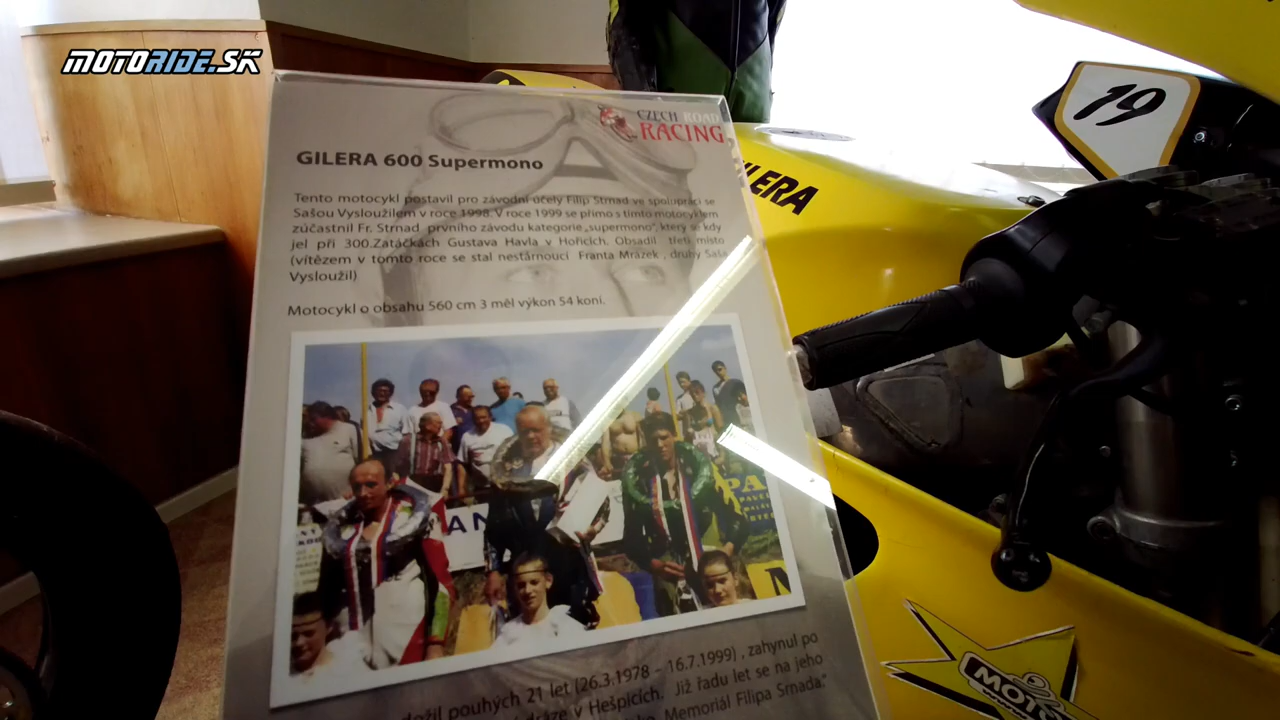 MOTORIDE.SK
CZECH ROAD
RACING
GILERA 600 Supermono
Tento motocykl postavil pro závodní účely Filip Strnad ve spolupráci se
Sašou Vysloužilem v roce 1998. V roce 1999 se přímo s tímto motocyklem
zúčastnil Fr. Strnad prvního závodu kategorie „supermono", který se kdy
jel při 300.Zatáčkách Gustava Havla v Hořicích. Obsadil třetí místo
(vítězem v tomto roce se stal nestárnoucí Franta Mrázek , druhý Saša
Vysloužil)
Motocykl o obsahu 560 cm 3 měl výkon 54 koní.
pouhých 21 let (26.3.1978 – 16.7.1999) , zahynul po
v Hešpicích. Již řadu let se na jeho
Memoriál Filipa Srnada."
GILERA
19
MOTO